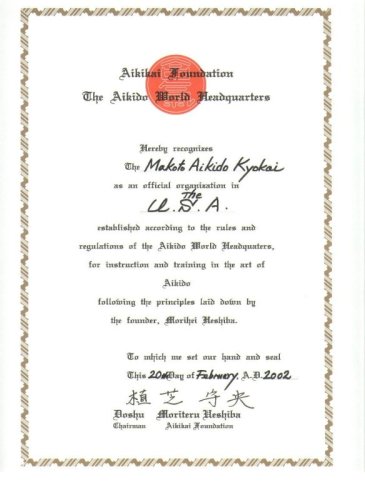 Aikikai Foundation
The Aikido World Headquarters
Hereby recognizes
The Makoto Aikido Kyokai
as an official organization in
The
U.S.A.
established according to the rules and
regulations of the Aikido World Headquaters,
for instruction and training in the act of
Aikido
following the principles laid down by
the founder, Morihei Ueshiba.
To which me set our hand and seal
This 20th Day of February, A.D. 2002
植芝守央
Doshu Moriteru Ueshiba
Chairman Aikikai Foundation